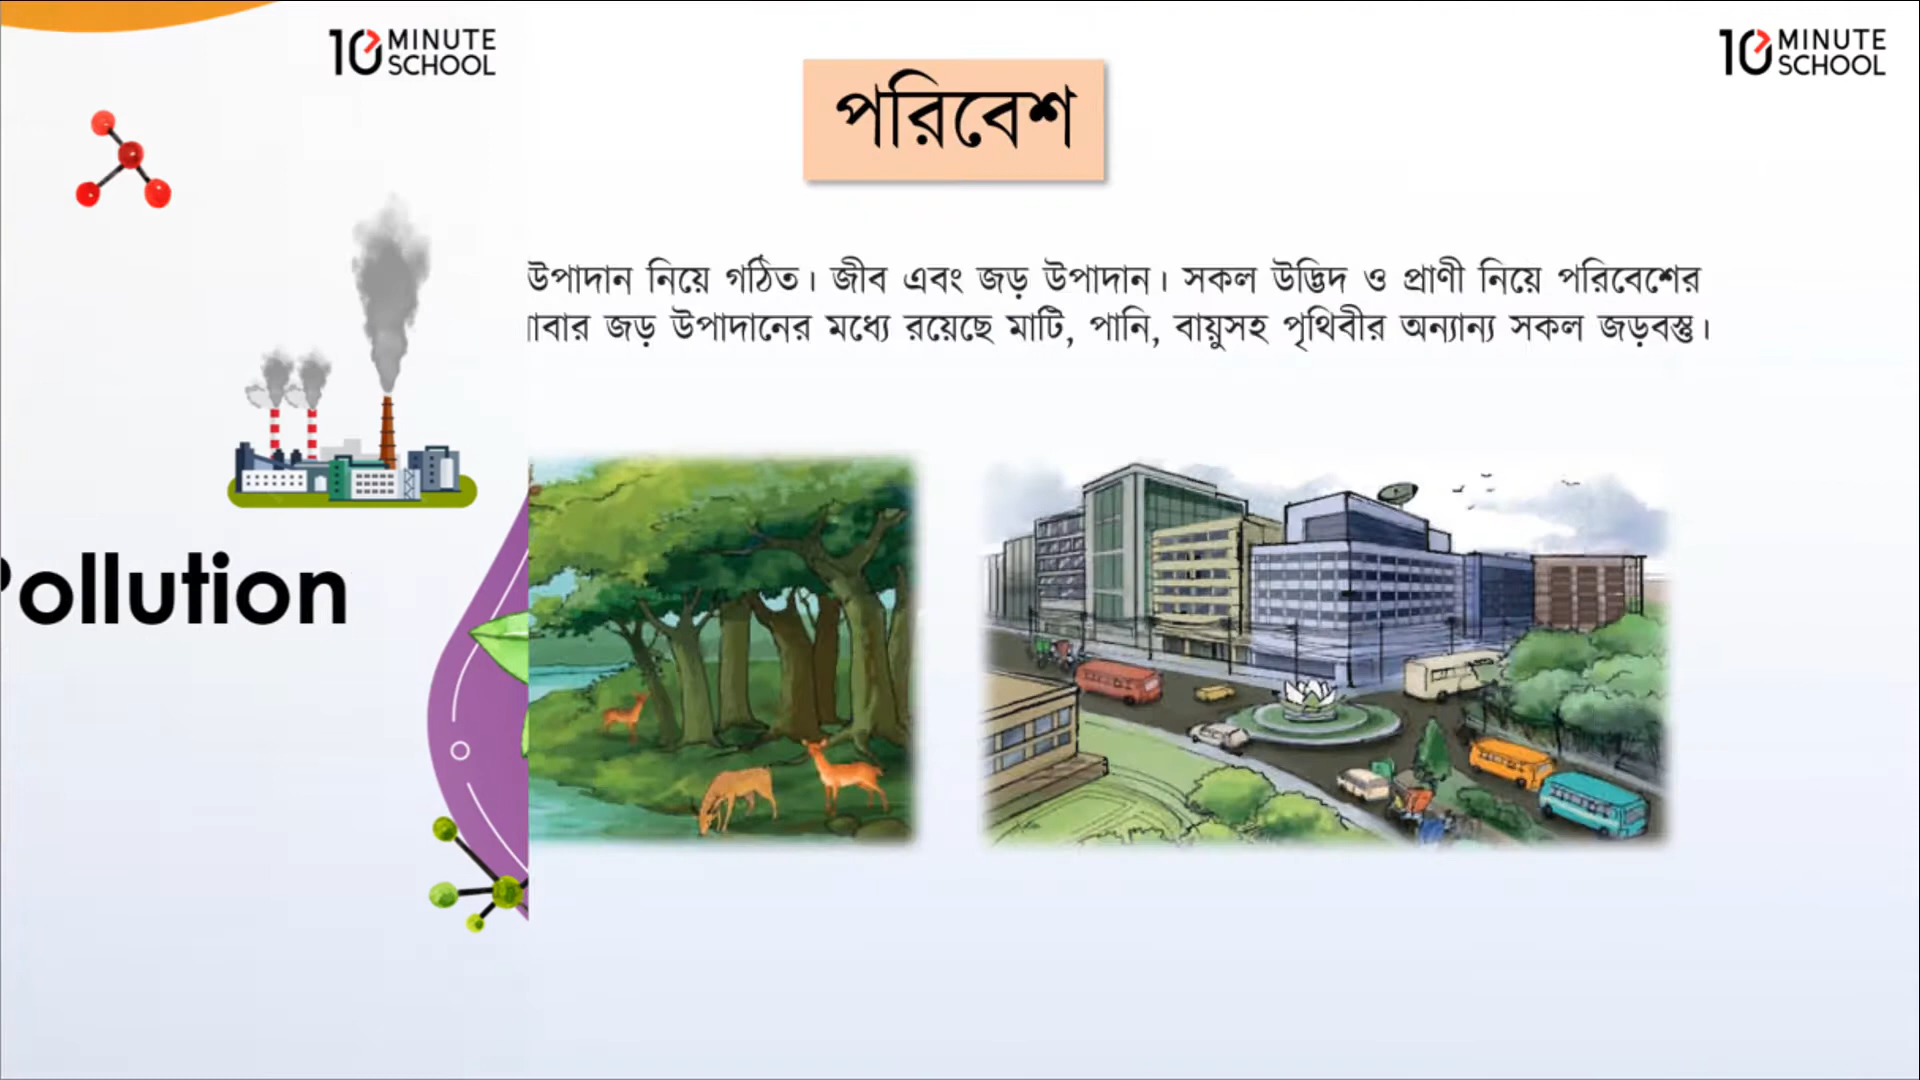 10 MINUTE SCHOOL
10 MINUTE SCHOOL
পরিবেশ
উপাদান নিয়ে গঠিত। জীব এবং জড় উপাদান। সকল উদ্ভিদ ও প্রাণী নিয়ে পরিবেশের
জড় উপাদানের মধ্যে রয়েছে মাটি, পানি, বায়ুসহ পৃথিবীর অন্যান্য সকল জড়বস্তু।
Pollution